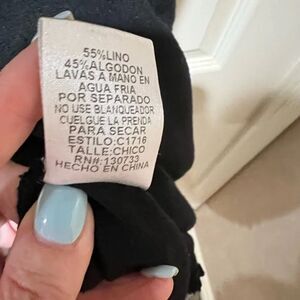 55%LINO
45%ALGODON
LAVAS A MANO EN
AGUA FRIA
POR SEPARADO
NO USE BLANQUEADOR
CUELGUE LA PRENDA
PARA SECAR
ESTILO:C1716
TALLE:CHICO
RN#:130733
HECHO EN CHINA